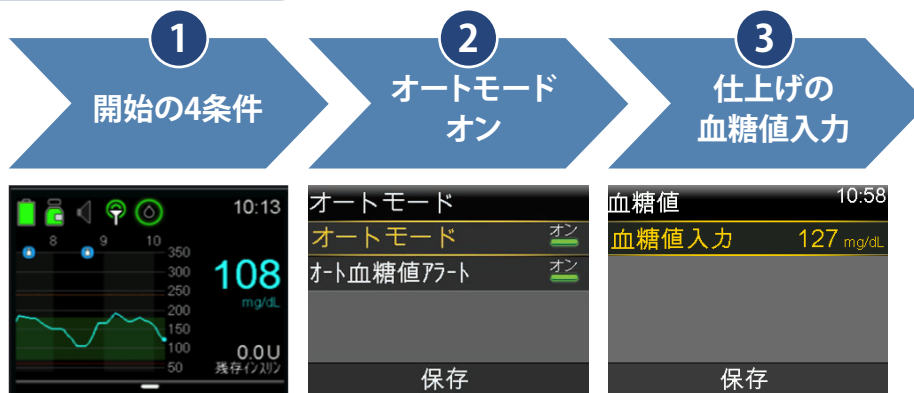 1
開始の4条件
2
オートモード
オン
3
仕上げの
血糖値入力
10:13
8 9 10
350
300
250
200
150
100
50
108
mg/dL
0.0 U
残存インスリン
オートモード
オートモード オン
オート血糖値アラート オン
保存
血糖値 10:58
血糖値入力 127 mg/dL
保存